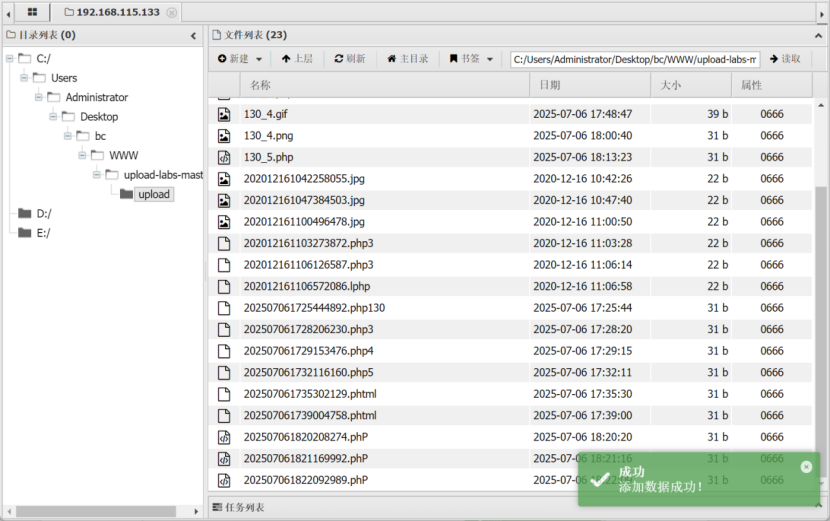 192.168.115.133
目录列表 (0)
C:/
Users
Administrator
Desktop
bc
WWW
upload-labs-mast
upload
D:/
E:/
文件列表 (23)
新建 上层 刷新 主目录 书签 C:/Users/Administrator/Desktop/bc/WWW/upload-labs-m 读取
名称 日期 大小 属性
130_4.gif 2025-07-06 17:48:47 39 b 0666
130_4.png 2025-07-06 18:00:40 31 b 0666
130_5.php 2025-07-06 18:13:23 31 b 0666
202012161042258055.jpg 2020-12-16 10:42:26 22 b 0666
202012161047384503.jpg 2020-12-16 10:47:40 22 b 0666
202012161100496478.jpg 2020-12-16 11:00:50 22 b 0666
202012161103273872.php3 2020-12-16 11:03:28 22 b 0666
202012161106126587.php3 2020-12-16 11:06:14 22 b 0666
202012161106572086.lphp 2020-12-16 11:06:58 22 b 0666
202507061725444892.php130 2025-07-06 17:25:44 31 b 0666
202507061728206230.php3 2025-07-06 17:28:20 31 b 0666
202507061729153476.php4 2025-07-06 17:29:15 31 b 0666
202507061732116160.php5 2025-07-06 17:32:11 31 b 0666
202507061735302129.phtml 2025-07-06 17:35:30 31 b 0666
202507061739004758.phtml 2025-07-06 17:39:00 31 b 0666
202507061820208274.phP 2025-07-06 18:20:20 31 b 0666
202507061821169992.phP 2025-07-06 18:21:16 31 b 0666
202507061822092989.phP 2025-07-06 18:22:09 31 b 0666
成功
添加数据成功!
任务列表